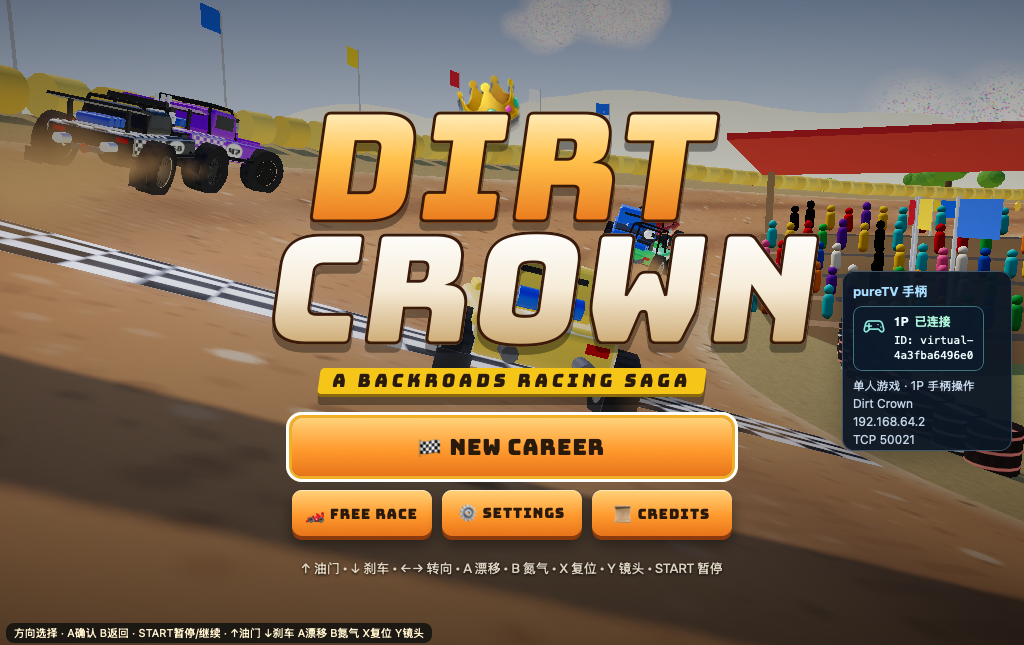 DIRT
CROWN
A BACKROADS RACING SAGA
NEW CAREER
FREE RACE
SETTINGS
CREDITS
↑ 油门 • ↓ 刹车 • ←→ 转向 • A 漂移 • B 氮气 • X 复位 • Y 镜头 • START 暂停
pureTV 手柄
1P 已连接
ID: virtual-
4a3fba6496e0
单人游戏 · 1P 手柄操作
Dirt Crown
192.168.64.2
TCP 50021
方向选择 · A确认 B返回 · START暂停/继续 · ↑油门 ↓刹车 A漂移 B氮气 X复位 Y镜头